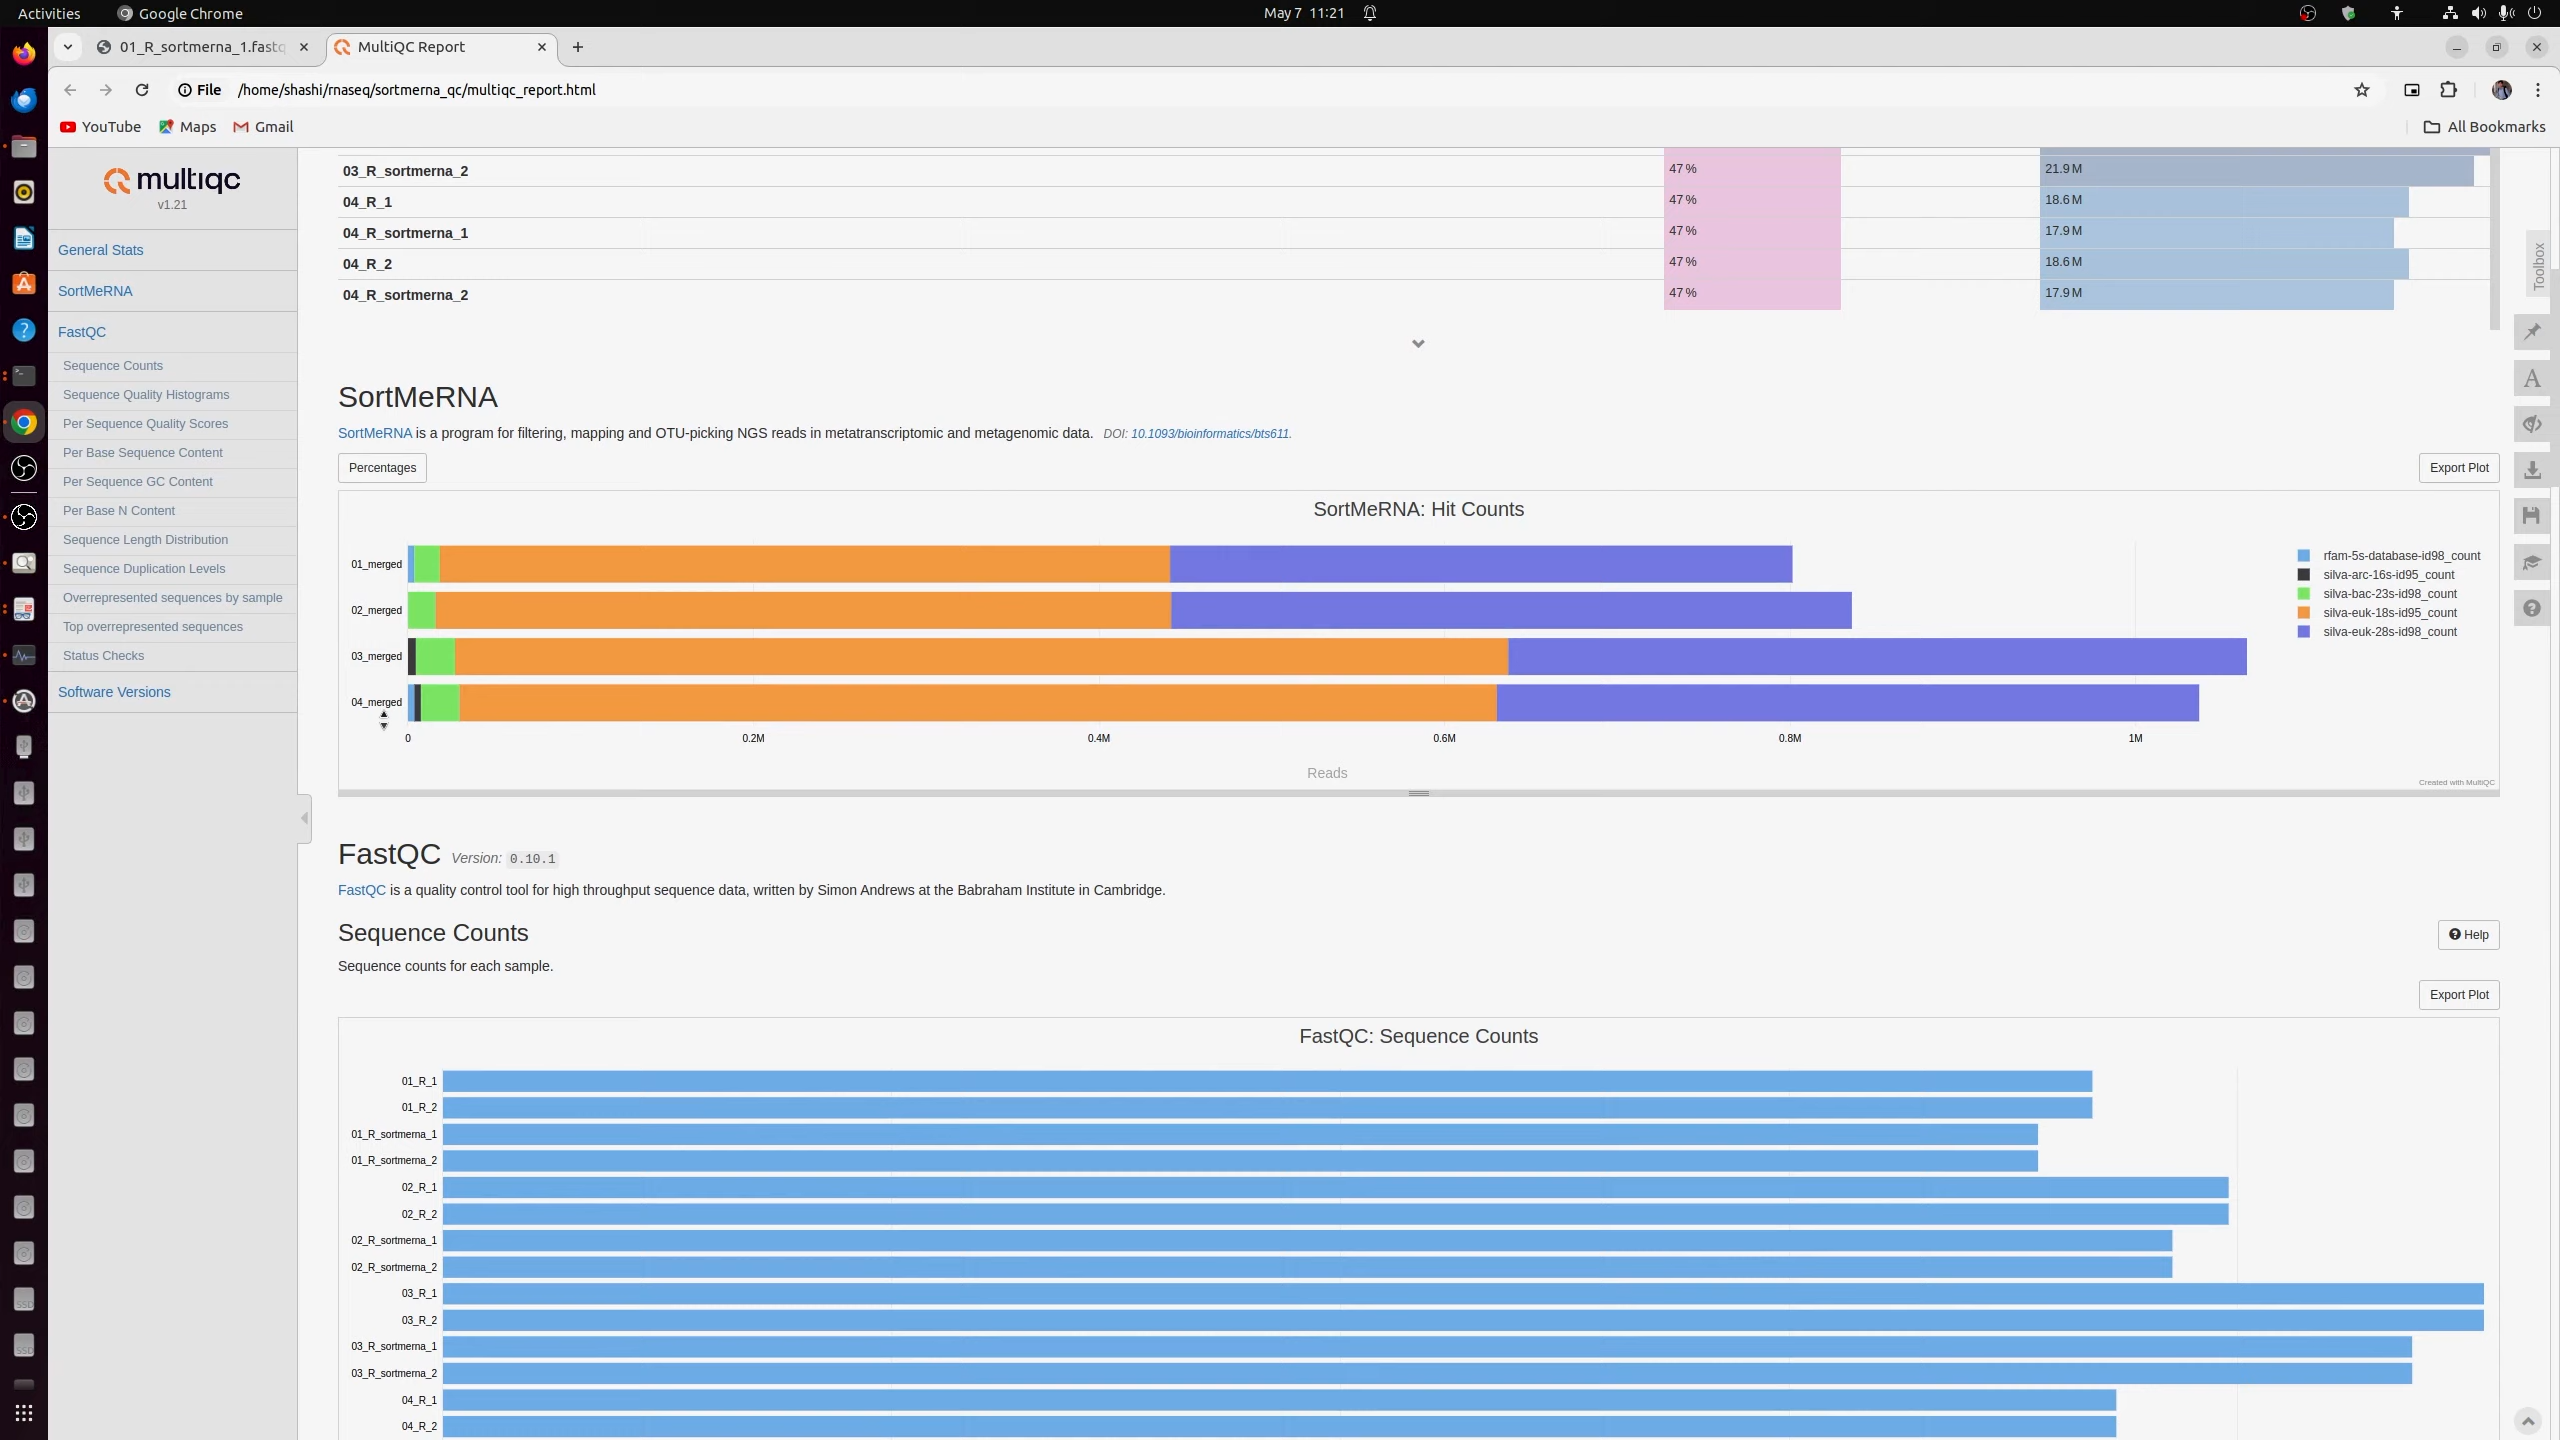 Activities
Google Chrome
May 7 11:21
01_R_sortmerna_1.fastq
MultiQC Report
File
/home/shashi/rnaseq/sortmerna_qc/multiqc_report.html
YouTube
Maps
Gmail
All Bookmarks
multiqc
v1.21
General Stats
SortMeRNA
FastQC
Sequence Counts
Sequence Quality Histograms
Per Sequence Quality Scores
Per Base Sequence Content
Per Sequence GC Content
Per Base N Content
Sequence Length Distribution
Sequence Duplication Levels
Overrepresented sequences by sample
Top overrepresented sequences
Status Checks
Software Versions
03_R_sortmerna_2 47 % 21.9 M
04_R_1 47 % 18.6 M
04_R_sortmerna_1 47 % 17.9 M
04_R_2 47 % 18.6 M
04_R_sortmerna_2 47 % 17.9 M
Toolbox
SortMeRNA
SortMeRNA is a program for filtering, mapping and OTU-picking NGS reads in metatranscriptomic and metagenomic data. DOI: 10.1093/bioinformatics/bts611.
Percentages
Export Plot
SortMeRNA: Hit Counts
01_merged
02_merged
03_merged
04_merged
0 0.2M 0.4M 0.6M 0.8M 1M
Reads
rfam-5s-database-id98_count
silva-arc-16s-id95_count
silva-bac-23s-id98_count
silva-euk-18s-id95_count
silva-euk-28s-id98_count
Created with MultiQC
FastQC Version: 0.10.1
FastQC is a quality control tool for high throughput sequence data, written by Simon Andrews at the Babraham Institute in Cambridge.
Sequence Counts
Help
Sequence counts for each sample.
Export Plot
FastQC: Sequence Counts
01_R_1
01_R_2
01_R_sortmerna_1
01_R_sortmerna_2
02_R_1
02_R_2
02_R_sortmerna_1
02_R_sortmerna_2
03_R_1
03_R_2
03_R_sortmerna_1
03_R_sortmerna_2
04_R_1
04_R_2
A
SSD
SSD